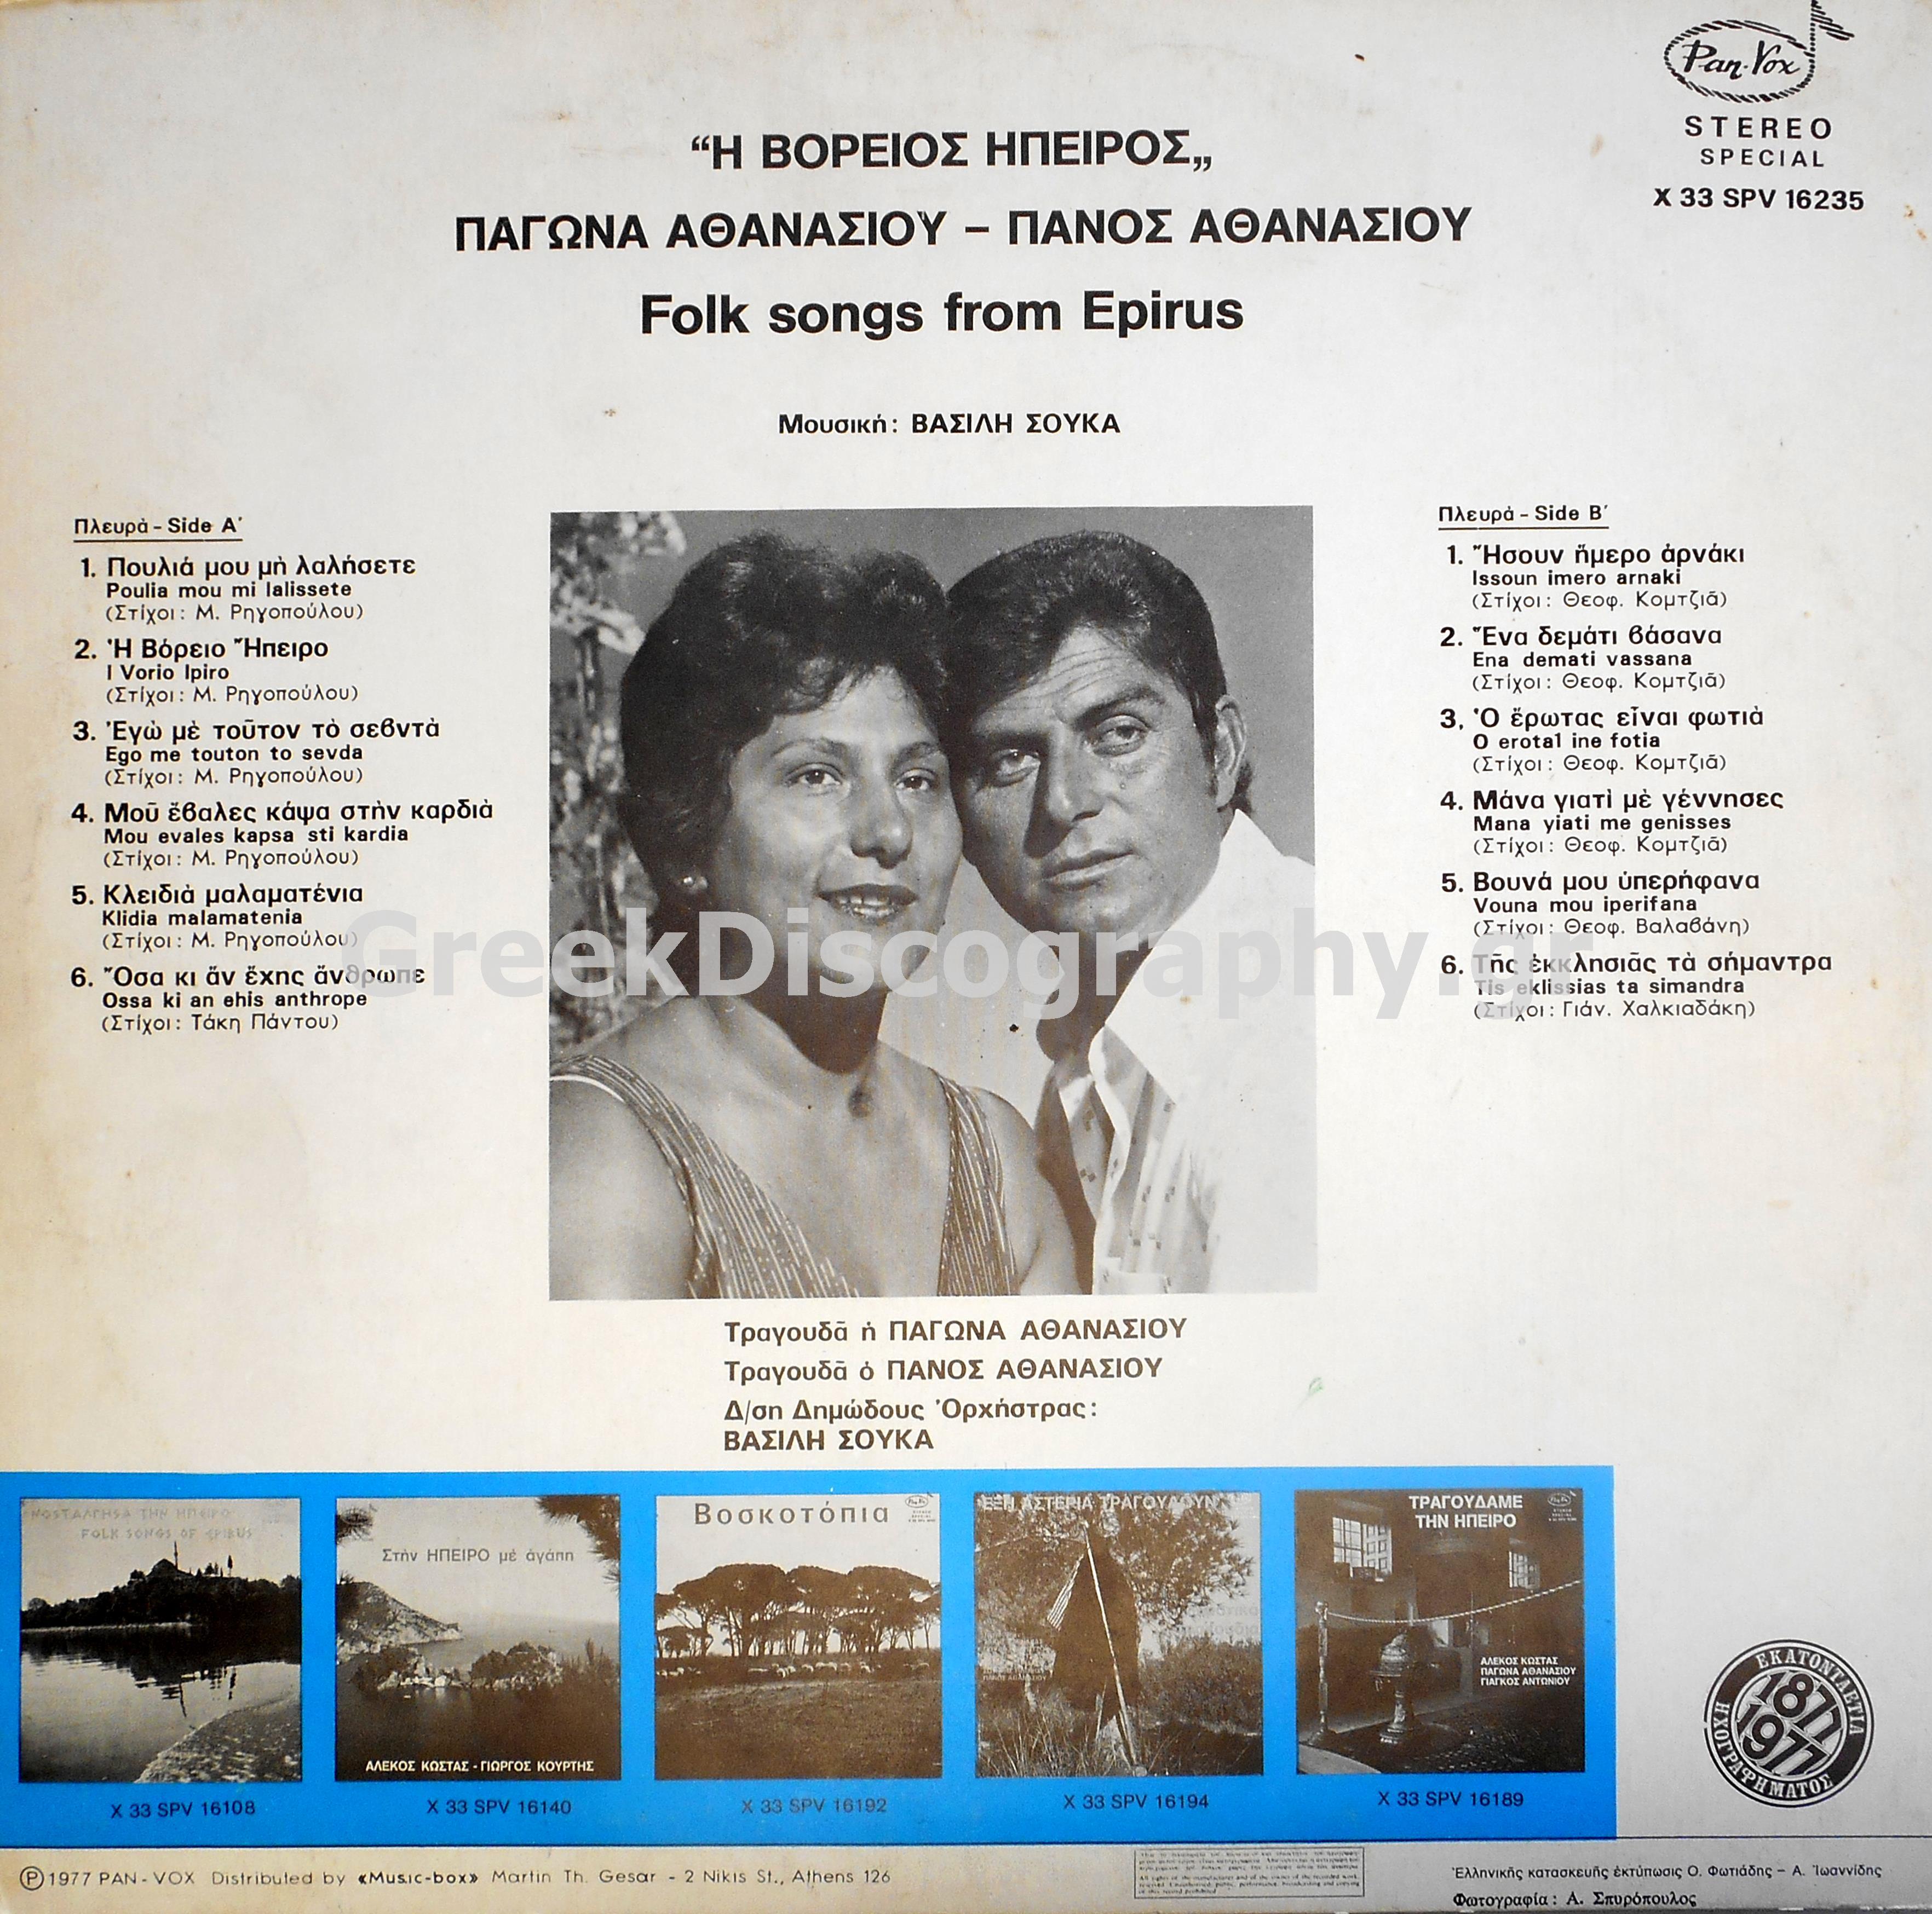 Pan-Vox
STEREO
SPECIAL
X 33 SPV 16235
“Η ΒΟΡΕΙΟΣ ΗΠΕΙΡΟΣ„
ΠΑΓΩΝΑ ΑΘΑΝΑΣΙΟΥ – ΠΑΝΟΣ ΑΘΑΝΑΣΙΟΥ
Folk songs from Epirus
Μουσική: ΒΑΣΙΛΗ ΣΟΥΚΑ
Πλευρὰ - Side Α'
1. Πουλιά μου μὴ λαλήσετε
Poulia mou mi lalissete
(Στίχοι: Μ. Ρηγοπούλου)
2. Ἡ Βόρειο Ἤπειρο
I Vorio Ipiro
(Στίχοι: Μ. Ρηγοπούλου)
3. Ἐγὼ μὲ τοῦτον τὸ σεβντὰ
Ego me touton to sevda
(Στίχοι: Μ. Ρηγοπούλου)
4. Μοῦ ἔβαλες κάψα στὴν καρδιὰ
Mou evales kapsa sti kardia
(Στίχοι: Μ. Ρηγοπούλου)
5. Κλειδιὰ μαλαματένια
Klidia malamatenia
(Στίχοι: Μ. Ρηγοπούλου)
6. Ὅσα κι ἂν ἔχης ἄνθρωπε
Ossa ki an ehis anthrope
(Στίχοι: Τάκη Πάντου)
Πλευρὰ - Side Β'
1. Ἤσουν ἥμερο ἀρνάκι
Issoun imero arnaki
(Στίχοι: Θεοφ. Κομτζιᾶ)
2. Ἕνα δεμάτι βάσανα
Ena demati vassana
(Στίχοι: Θεοφ. Κομτζιᾶ)
3, Ὁ ἔρωτας εἶναι φωτιὰ
O erotal ine fotia
(Στίχοι: Θεοφ. Κομτζιᾶ)
4. Μάνα γιατὶ μὲ γέννησες
Mana yiati me genisses
(Στίχοι: Θεοφ. Κομτζιᾶ)
5. Βουνά μου ὑπερήφανα
Vouna mou iperifana
(Στίχοι: Θεοφ. Βαλαβάνη)
6. Τῆς ἐκκλησιᾶς τὰ σήμαντρα
Tis eklissias ta simandra
(Στίχοι: Γιάν. Χαλκιαδάκη)
GreekDiscography.gr
Τραγουδᾶ ἡ ΠΑΓΩΝΑ ΑΘΑΝΑΣΙΟΥ
Τραγουδᾶ ὁ ΠΑΝΟΣ ΑΘΑΝΑΣΙΟΥ
Δ/ση Δημώδους Ὀρχήστρας:
ΒΑΣΙΛΗ ΣΟΥΚΑ
ΝΟSΤΑΛΓΗSΑ ΤΗΝ ΗΠΕΙΡΟ
FOLK SONGS OF EPIRUS
X 33 SPV 16108
Στὴν ΗΠΕΙΡΟ μὲ ἀγάπη
ΑΛΕΚΟΣ ΚΩΣΤΑΣ - ΓΙΩΡΓΟΣ ΚΟΥΡΤΗΣ
X 33 SPV 16140
Βοσκοτόπια
X 33 SPV 16192
ΕΞΗ ΑΣΤΕΡΙΑ ΤΡΑΓΟΥΔΟΥΝ
X 33 SPV 16194
ΤΡΑΓΟΥΔΑΜΕ
ΤΗΝ ΗΠΕΙΡΟ
ΑΛΕΚΟΣ ΚΩΣΤΑΣ
ΠΑΓΩΝΑ ΑΘΑΝΑΣΙΟΥ
ΓΙΑΓΚΟΣ ΑΝΤΩΝΙΟΥ
X 33 SPV 16189
ΕΚΑΤΟΝΤΑΕΤΙΑ
1877
1977
ΗΧΟΓΡΑΦΗΜΑΤΟΣ
Ⓟ 1977 PAN-VOX Distributed by «Music-box» Martin Th. Gesar - 2 Nikis St., Athens 126
Ἑλληνικῆς κατασκευῆς ἐκτύπωσις Ο. Φωτιάδης – Α. Ἰωαννίδης
Φωτογραφία: Α. Σπυρόπουλος